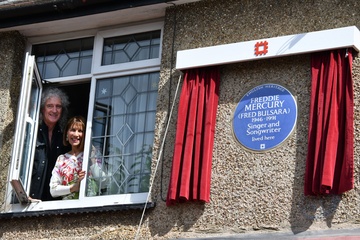 FREDDIE
MERCURY
(FRED BULSARA)
1946-1991
Singer and
Songwriter
lived here